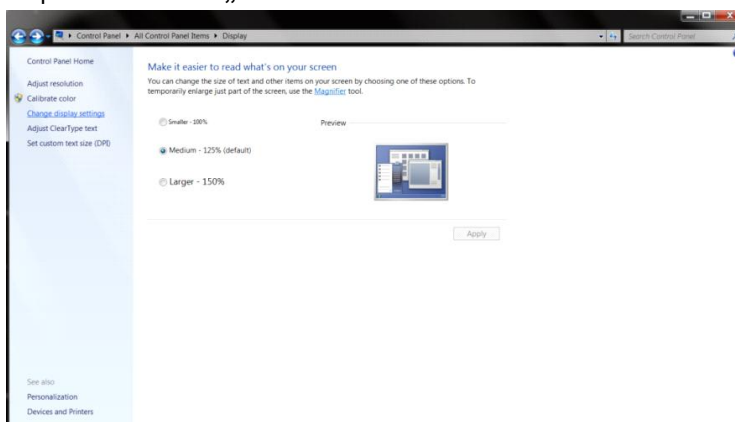 Control Panel ▸ All Control Panel Items ▸ Display
Search Control Panel
Control Panel Home
Adjust resolution
Calibrate color
Change display settings
Adjust ClearType text
Set custom text size (DPI)
Make it easier to read what's on your screen
You can change the size of text and other items on your screen by choosing one of these options. To
temporarily enlarge just part of the screen, use the Magnifier tool.
Smaller - 100%
Preview
Medium - 125% (default)
Larger - 150%
Apply
See also
Personalization
Devices and Printers